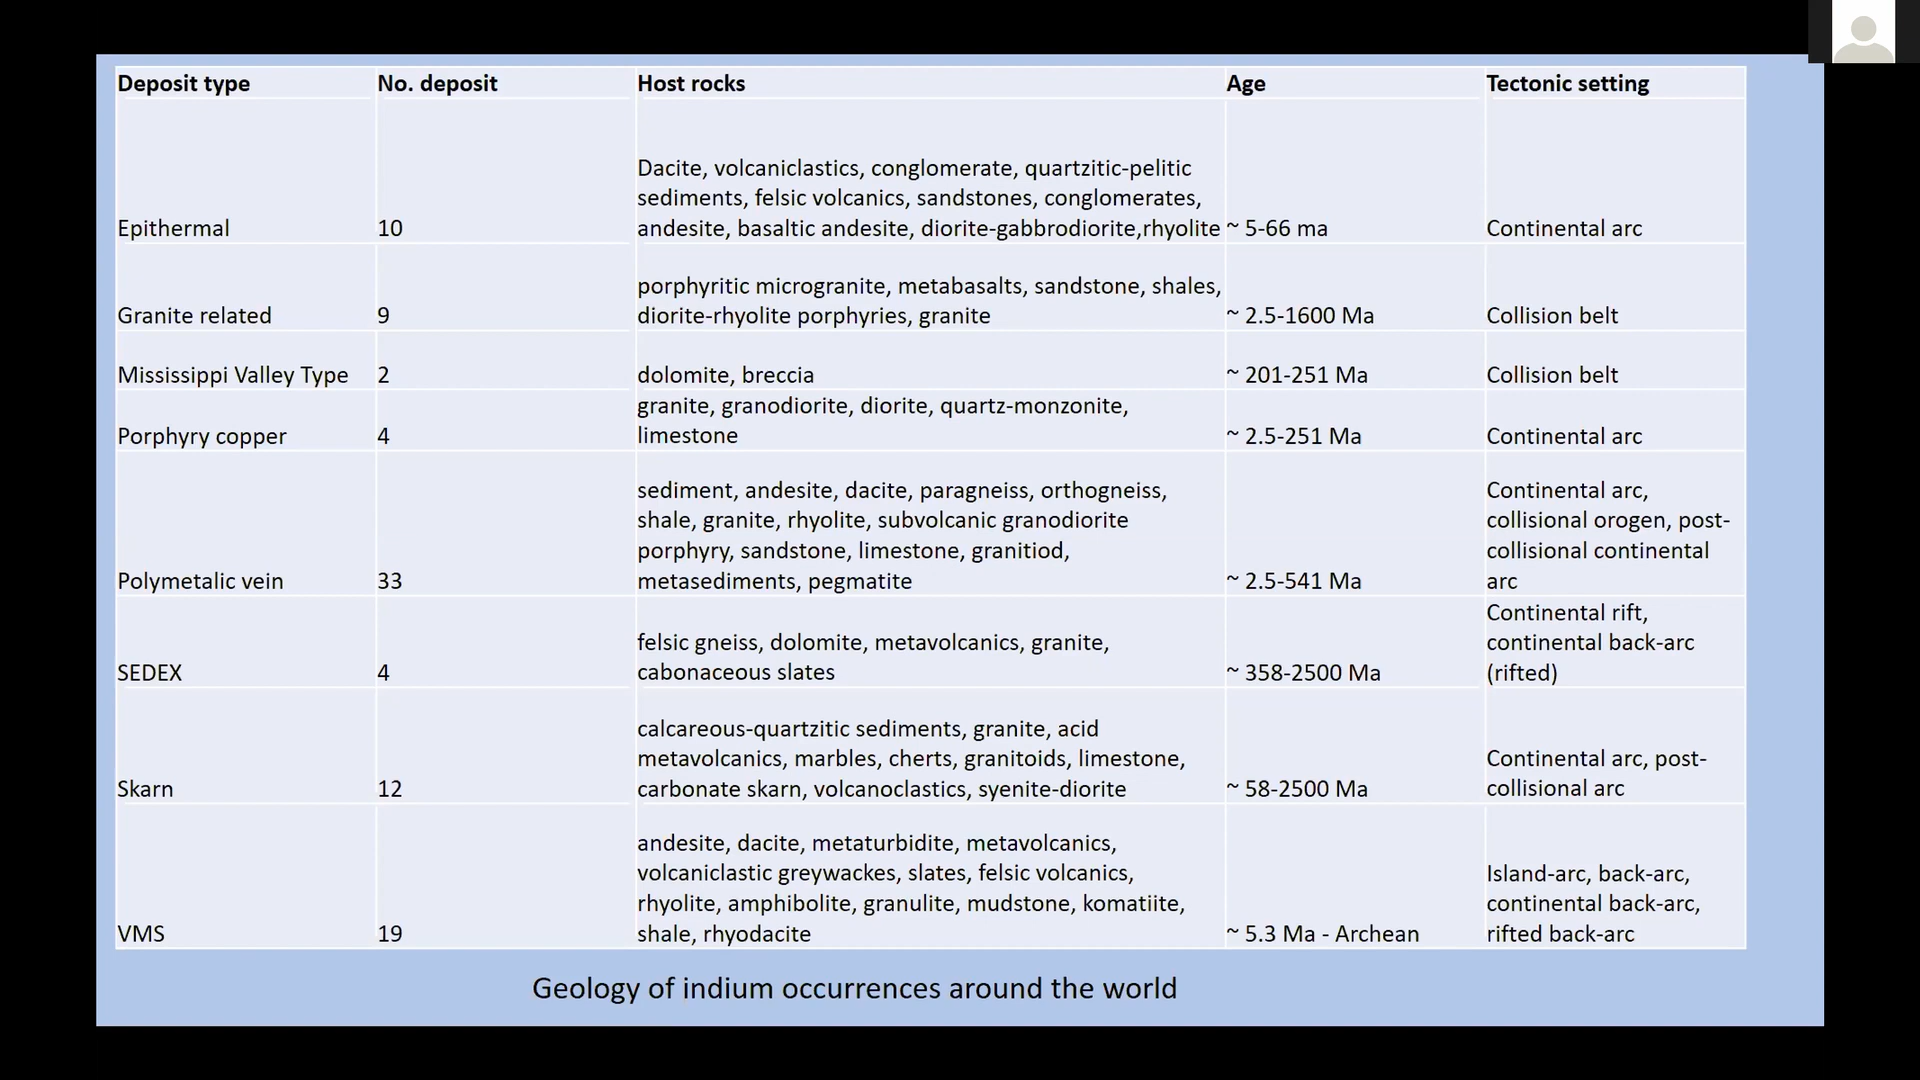 Deposit type No. deposit Host rocks Age Tectonic setting
Dacite, volcaniclastics, conglomerate, quartzitic-pelitic
sediments, felsic volcanics, sandstones, conglomerates,
Epithermal 10 andesite, basaltic andesite, diorite-gabbrodiorite,rhyolite ~ 5-66 ma Continental arc
porphyritic microgranite, metabasalts, sandstone, shales,
Granite related 9 diorite-rhyolite porphyries, granite ~ 2.5-1600 Ma Collision belt
Mississippi Valley Type 2 dolomite, breccia ~ 201-251 Ma Collision belt
granite, granodiorite, diorite, quartz-monzonite,
Porphyry copper 4 limestone ~ 2.5-251 Ma Continental arc
sediment, andesite, dacite, paragneiss, orthogneiss, Continental arc,
shale, granite, rhyolite, subvolcanic granodiorite collisional orogen, post-
porphyry, sandstone, limestone, granitiod, collisional continental
Polymetalic vein 33 metasediments, pegmatite ~ 2.5-541 Ma arc
Continental rift,
felsic gneiss, dolomite, metavolcanics, granite, continental back-arc
SEDEX 4 cabonaceous slates ~ 358-2500 Ma (rifted)
calcareous-quartzitic sediments, granite, acid
metavolcanics, marbles, cherts, granitoids, limestone, Continental arc, post-
Skarn 12 carbonate skarn, volcanoclastics, syenite-diorite ~ 58-2500 Ma collisional arc
andesite, dacite, metaturbidite, metavolcanics,
volcaniclastic greywackes, slates, felsic volcanics, Island-arc, back-arc,
rhyolite, amphibolite, granulite, mudstone, komatiite, continental back-arc,
VMS 19 shale, rhyodacite ~ 5.3 Ma - Archean rifted back-arc
Geology of indium occurrences around the world